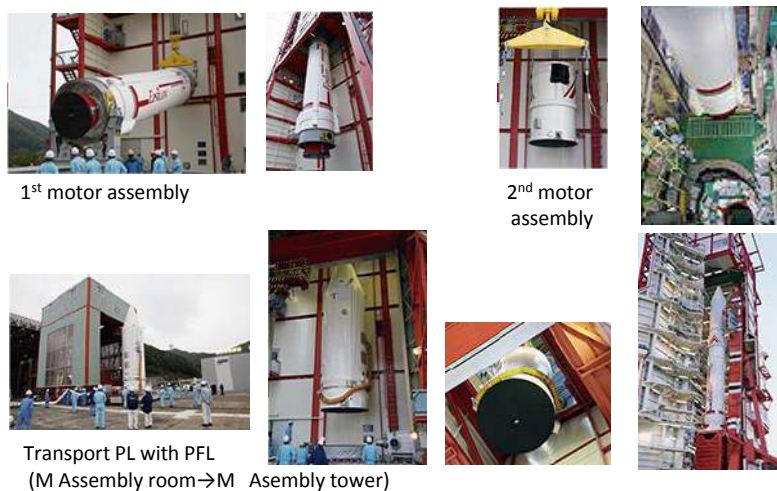 1st motor assembly
2nd motor
assembly
Transport PL with PFL
(M Assembly room→M Asembly tower)